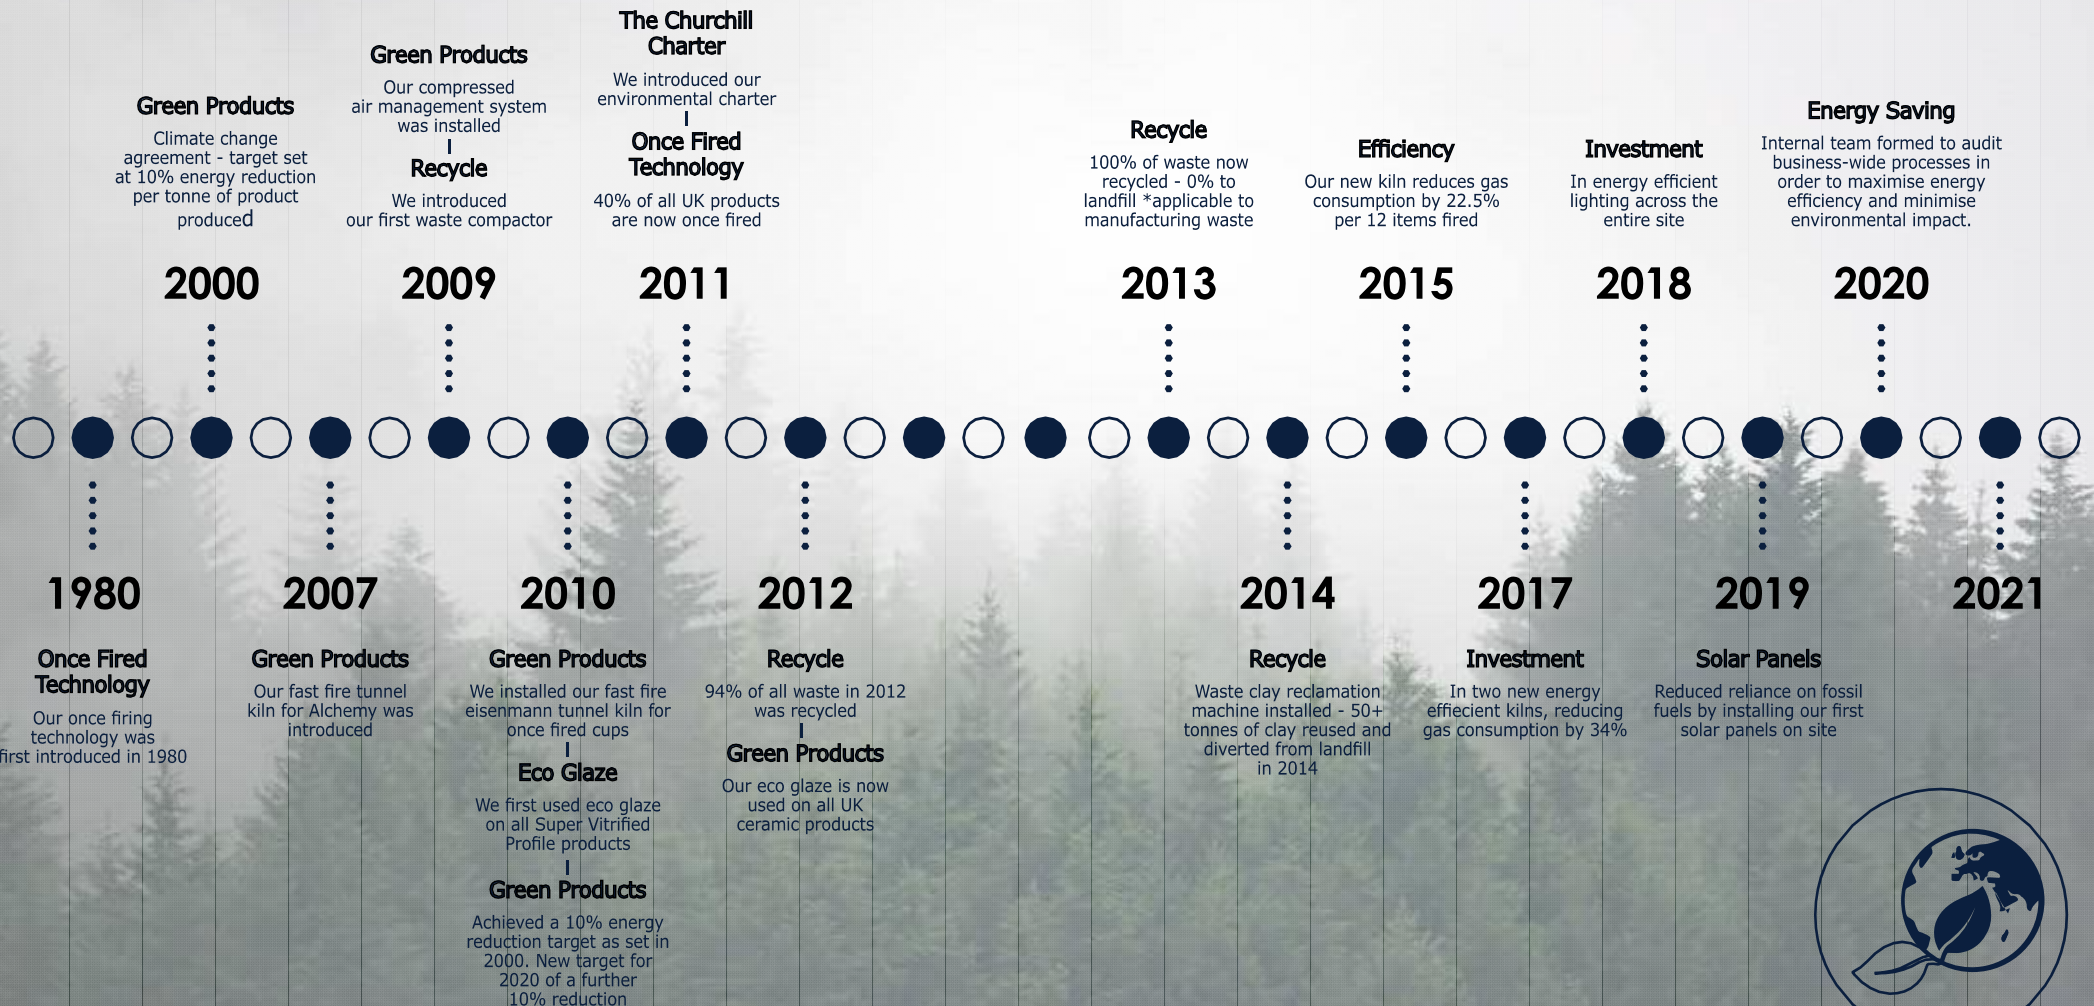 The Churchill
Charter
We introduced our
environmental charter
Once Fired
Technology
40% of all UK products
are now once fired
2011
Green Products
Our compressed
air management system
was installed
Recycle
We introduced
our first waste compactor
2009
Green Products
Climate change
agreement - target set
at 10% energy reduction
per tonne of product
produced
2000
Recycle
100% of waste now
recycled - 0% to
landfill *applicable to
manufacturing waste
2013
Efficiency
Our new kiln reduces gas
consumption by 22.5%
per 12 items fired
2015
Investment
In energy efficient
lighting across the
entire site
2018
Energy Saving
Internal team formed to audit
business-wide processes in
order to maximise energy
efficiency and minimise
environmental impact.
2020
1980
Once Fired
Technology
Our once firing
technology was
first introduced in 1980
2007
Green Products
Our fast fire tunnel
kiln for Alchemy was
introduced
2010
Green Products
We installed our fast fire
eisenmann tunnel kiln for
once fired cups
Eco Glaze
We first used eco glaze
on all Super Vitrified
Profile products
Green Products
Achieved a 10% energy
reduction target as set in
2000. New target for
2020 of a further
10% reduction
2012
Recycle
94% of all waste in 2012
was recycled
Green Products
Our eco glaze is now
used on all UK
ceramic products
2014
Recycle
Waste clay reclamation
machine installed - 50+
tonnes of clay reused and
diverted from landfill
in 2014
2017
Investment
In two new energy
effiecient kilns, reducing
gas consumption by 34%
2019
Solar Panels
Reduced reliance on fossil
fuels by installing our first
solar panels on site
2021